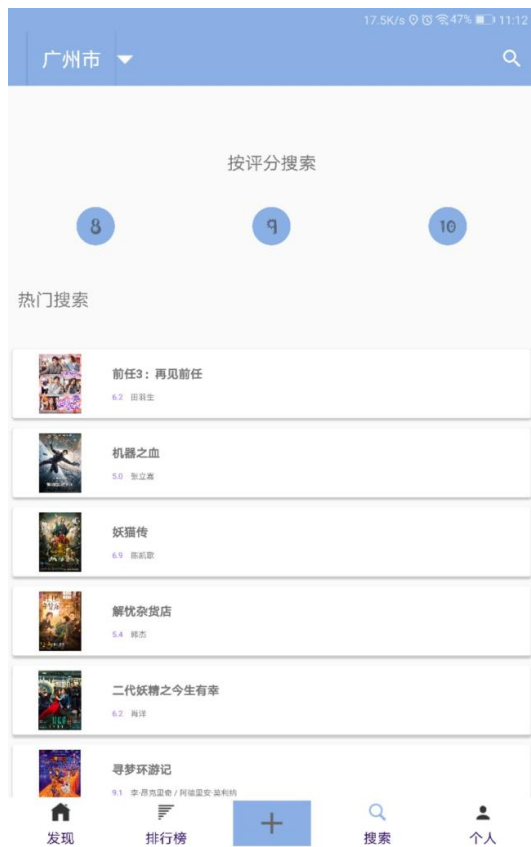 17.5K/s 47% 11:12
广州市
按评分搜索
8 9 10
热门搜索
前任3：再见前任
6.2 田羽生
机器之血
5.0 张立嘉
妖猫传
6.9 陈凯歌
解忧杂货店
5.4 韩杰
二代妖精之今生有幸
6.2 肖洋
寻梦环游记
9.1 李·昂克里奇 / 阿德里安·莫利纳
发现 排行榜 搜索 个人